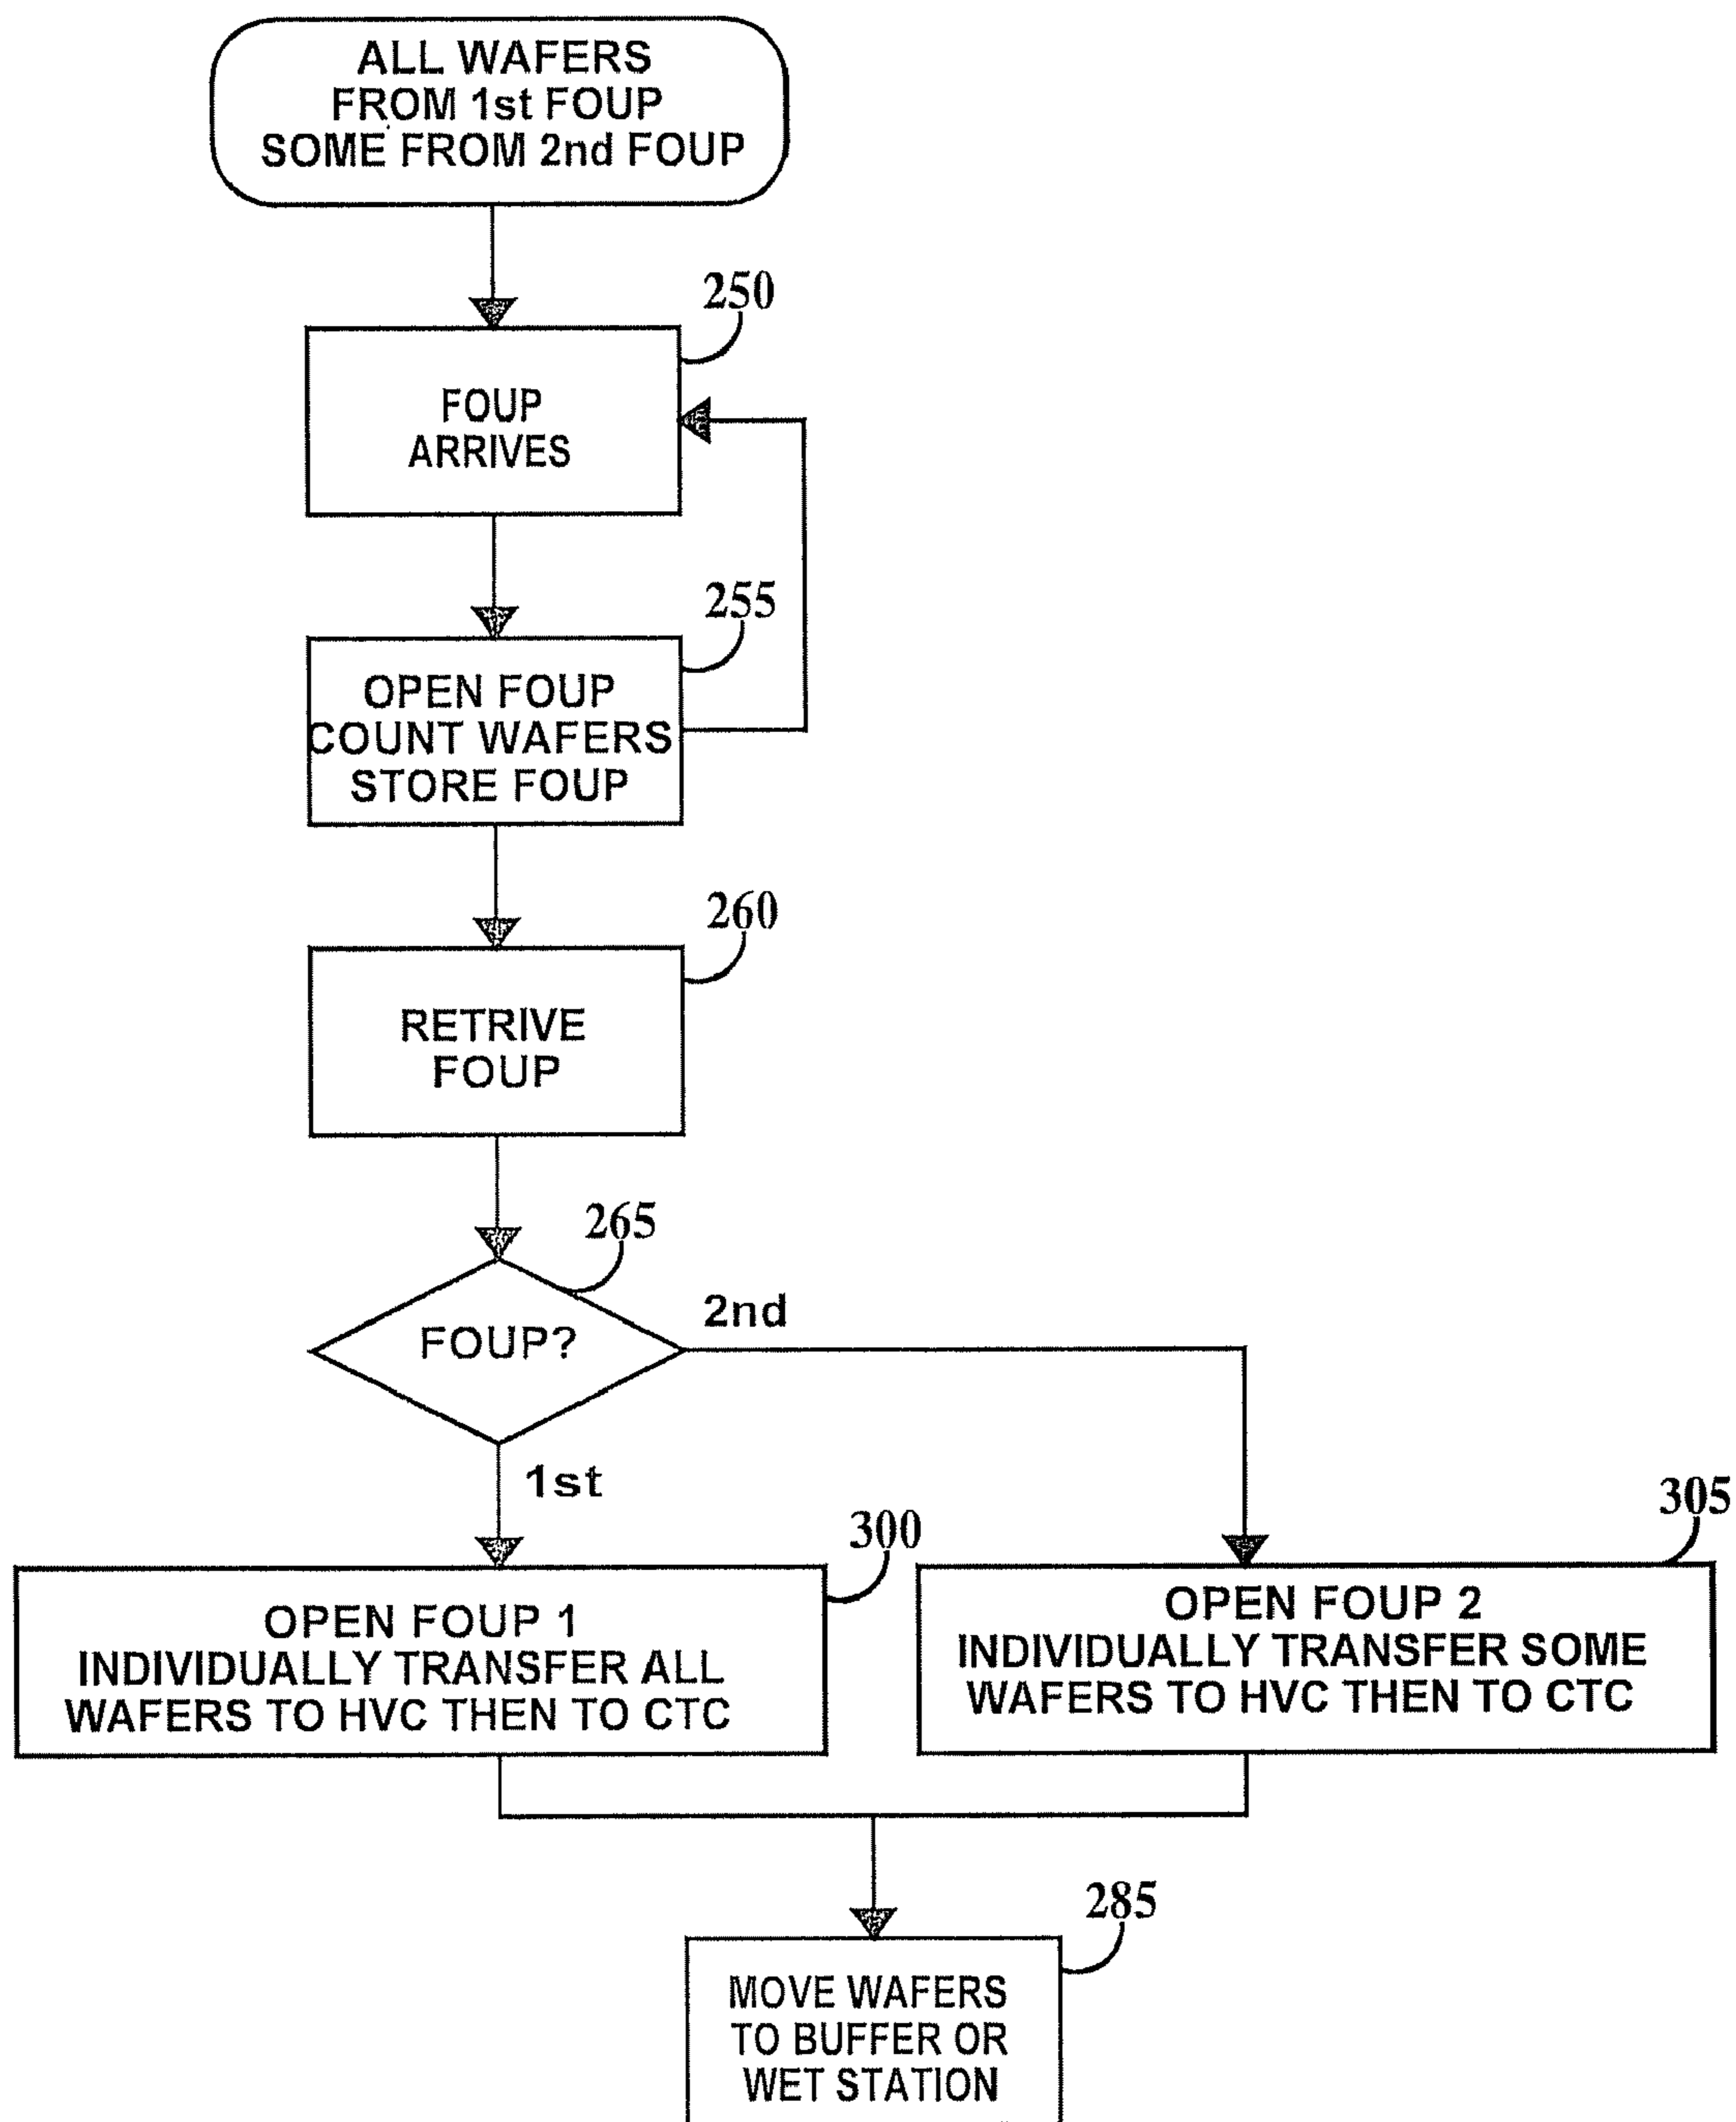 ALL WAFERS
FROM 1st FOUP
SOME FROM 2nd FOUP
250
FOUP
ARRIVES
255
OPEN FOUP
COUNT WAFERS
STORE FOUP
260
RETRIVE
FOUP
265
FOUP?
2nd
1st
300
OPEN FOUP 1
INDIVIDUALLY TRANSFER ALL
WAFERS TO HVC THEN TO CTC
305
OPEN FOUP 2
INDIVIDUALLY TRANSFER SOME
WAFERS TO HVC THEN TO CTC
285
MOVE WAFERS
TO BUFFER OR
WET STATION